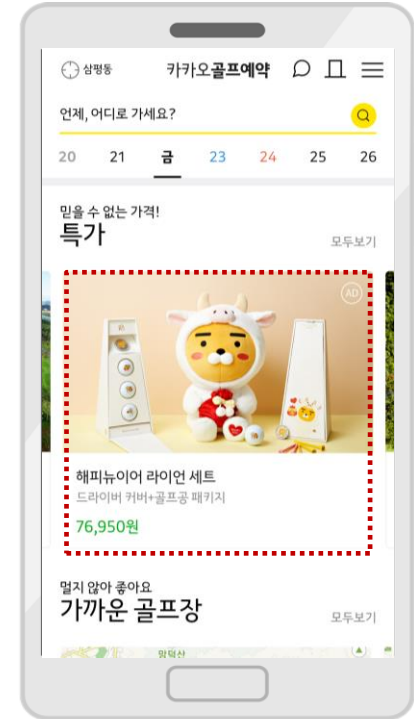 삼평동 카카오골프예약
언제, 어디로 가세요?
20 21 금 23 24 25 26
믿을 수 없는 가격!
특가 모두보기
AD
해피뉴이어 라이언 세트
드라이버 커버+골프공 패키지
76,950원
멀지 않아 좋아요
가까운 골프장 모두보기